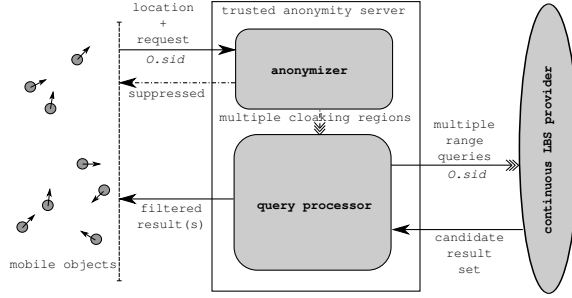 location
+
request
O.sid
suppressed
filtered
result(s)
mobile objects
trusted anonymity server
anonymizer
multiple cloaking regions
query processor
multiple
range
queries
O.sid
candidate
result
set
continuous LBS provider